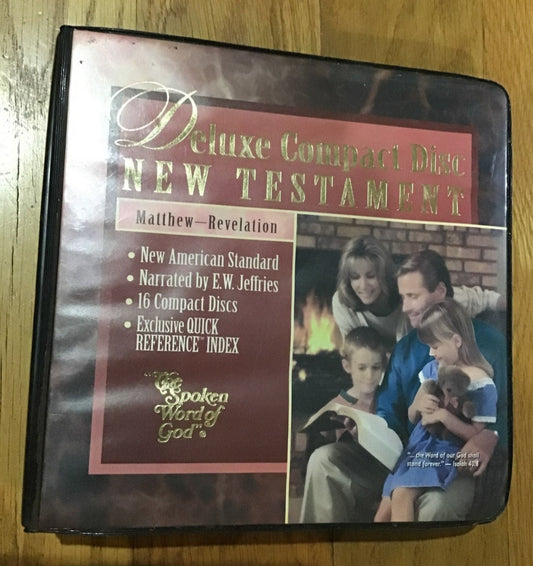 Deluxe Compact Disc
NEW TESTAMENT
Matthew—Revelation
• New American Standard
• Narrated by E.W. Jeffries
• 16 Compact Discs
• Exclusive QUICK
REFERENCE™ INDEX
"The
Spoken
Word of
God"
"... the Word of our God shall
stand forever." — Isaiah 40:8